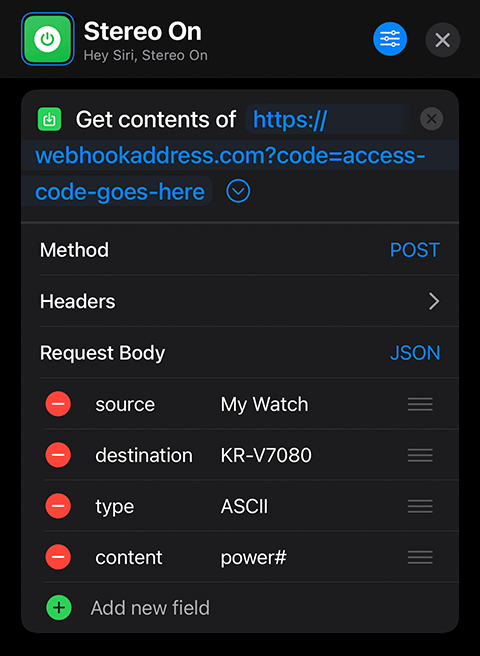 Stereo On
Hey Siri, Stereo On
Get contents of https://
webhookaddress.com?code=access-
code-goes-here
Method POST
Headers
Request Body JSON
source My Watch
destination KR-V7080
type ASCII
content power#
Add new field